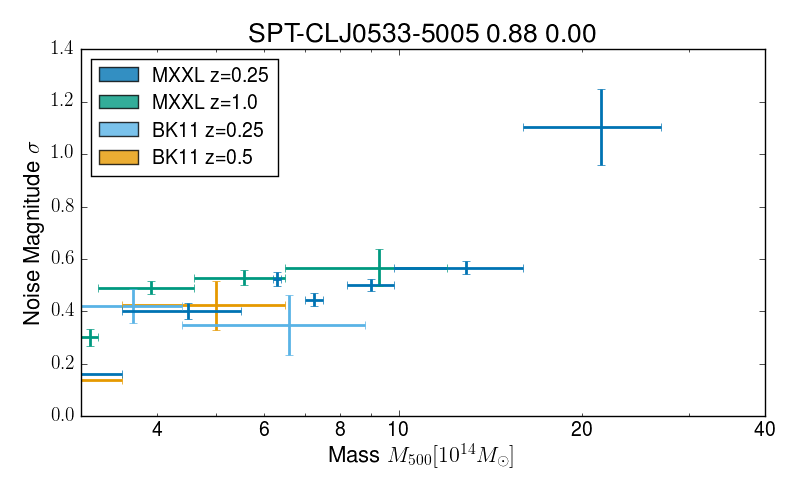 SPT-CLJ0533-5005 0.88 0.00
1.4
1.2
1.0
0.8
0.6
0.4
0.2
0.0
Noise Magnitude σ
MXXL z=0.25
MXXL z=1.0
BK11 z=0.25
BK11 z=0.5
4 6 8 10 20 40
Mass M₅₀₀[10¹⁴M☉]